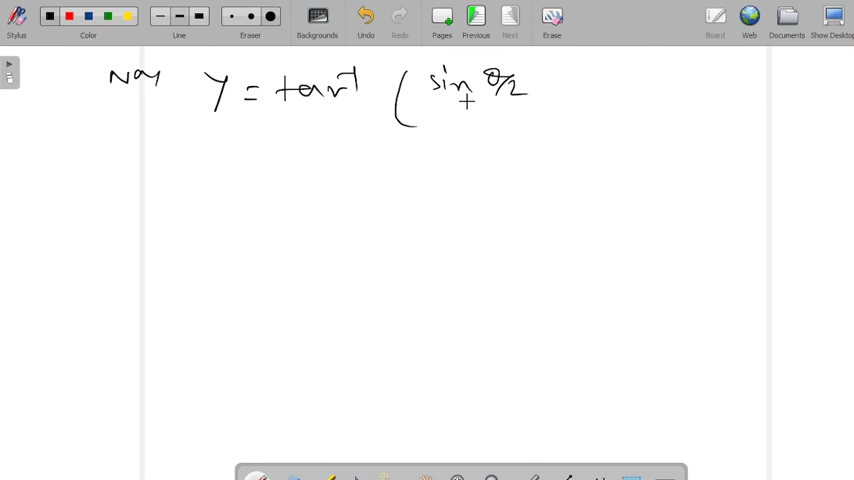 Stylus
Color
Line
Eraser
Backgrounds
Undo
Redo
Pages
Previous
Next
Erase
Board
Web
Documents
Show Desktop
Now y = tan⁻¹ ( sin θ/2